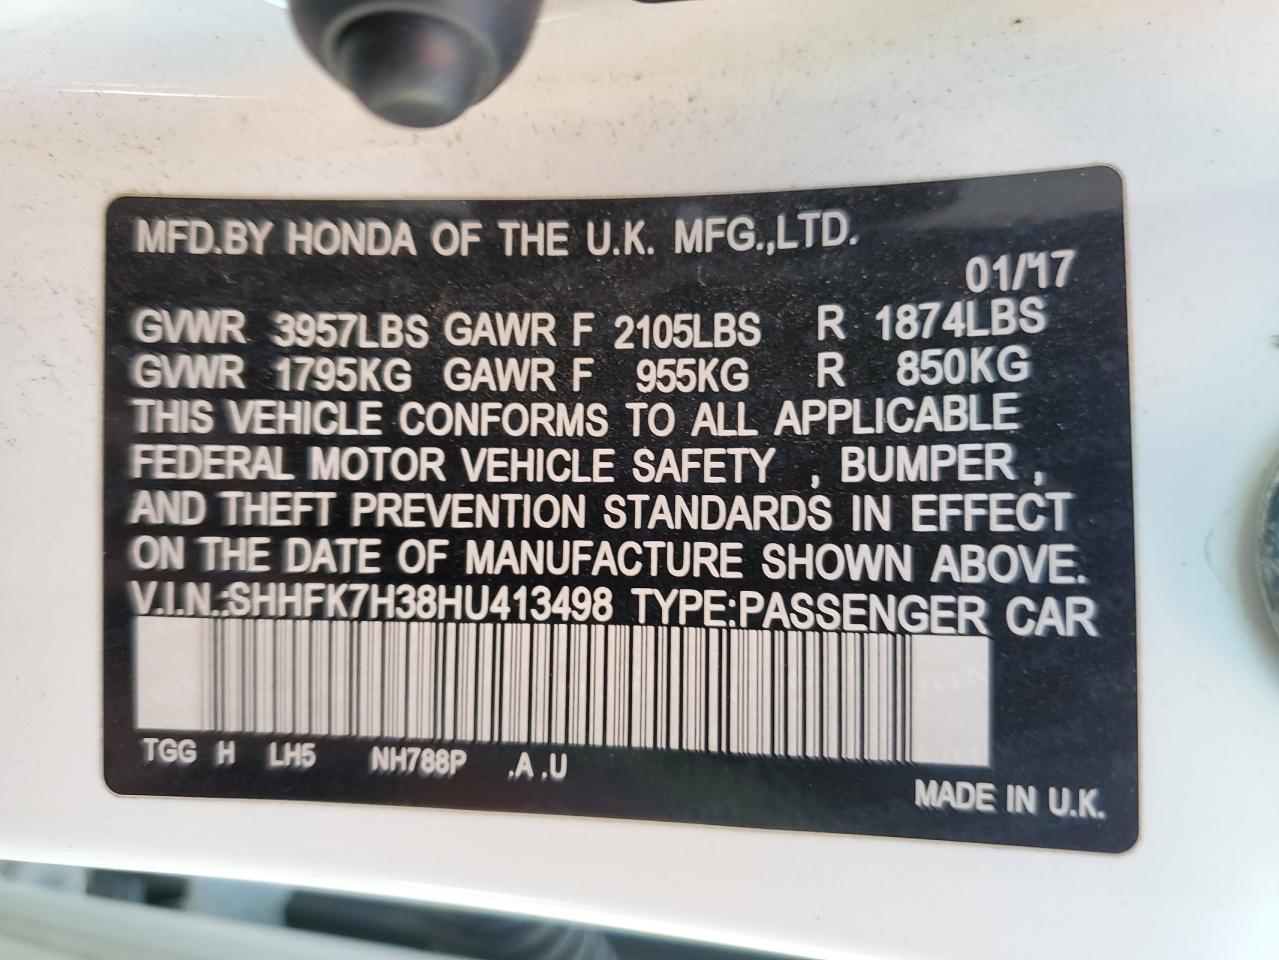 MFD.BY HONDA OF THE U.K. MFG.,LTD.
01/'17
GVWR 3957LBS GAWR F 2105LBS R 1874LBS
GVWR 1795KG GAWR F 955KG R 850KG
THIS VEHICLE CONFORMS TO ALL APPLICABLE
FEDERAL MOTOR VEHICLE SAFETY , BUMPER ,
AND THEFT PREVENTION STANDARDS IN EFFECT
ON THE DATE OF MANUFACTURE SHOWN ABOVE.
V.I.N.:SHHFK7H38HU413498 TYPE:PASSENGER CAR
TGG H LH5 NH788P .A .U
MADE IN U.K.